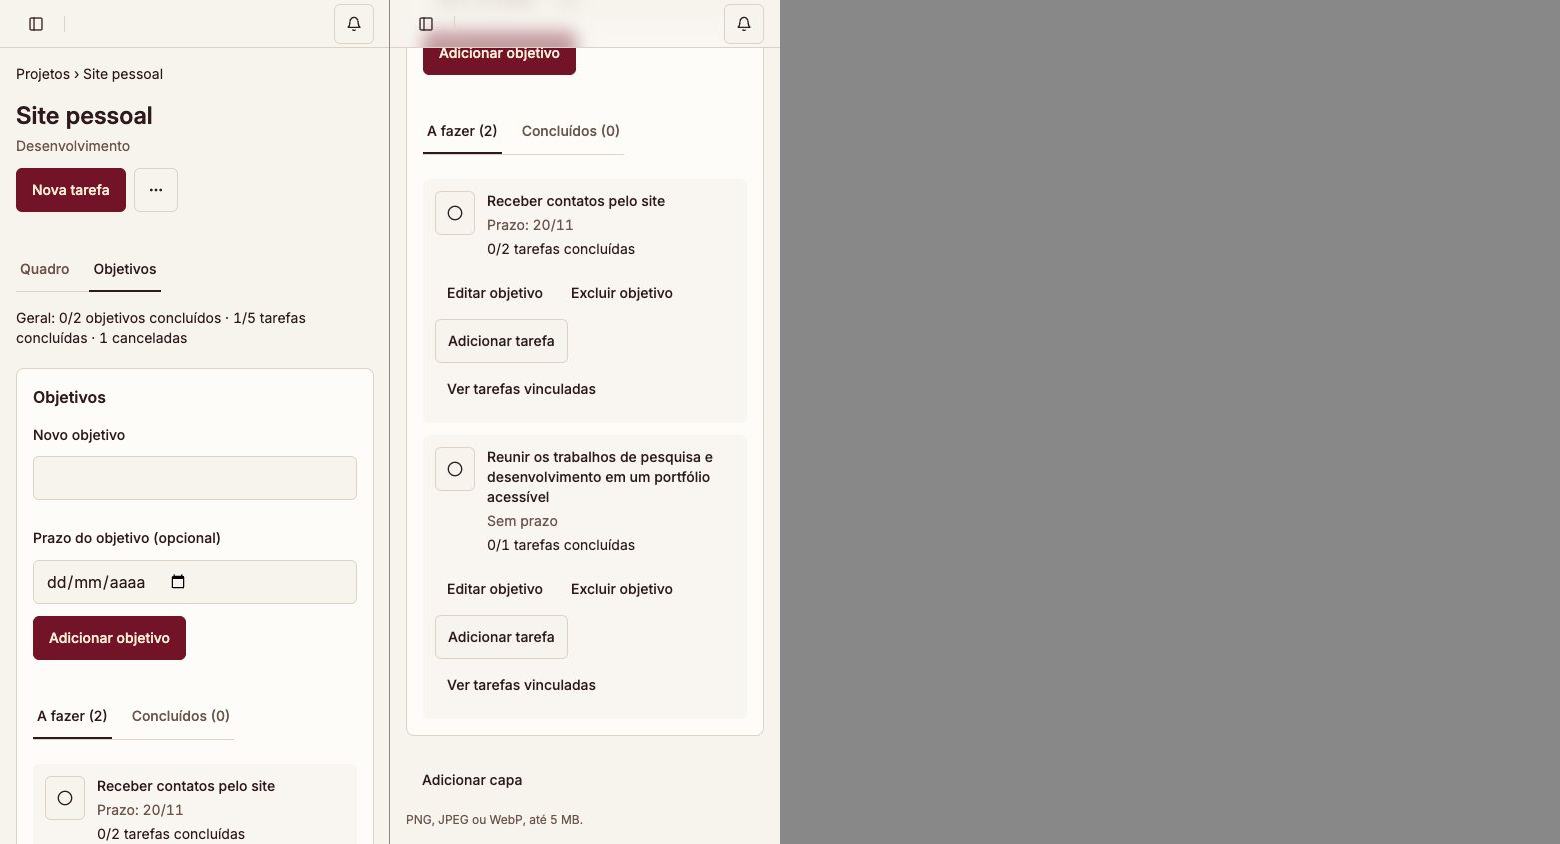 Projetos › Site pessoal
Site pessoal
Desenvolvimento
Nova tarefa
Quadro
Objetivos
Geral: 0/2 objetivos concluídos · 1/5 tarefas
concluídas · 1 canceladas
Objetivos
Novo objetivo
Prazo do objetivo (opcional)
dd/mm/aaaa
Adicionar objetivo
A fazer (2)
Concluídos (0)
Receber contatos pelo site
Prazo: 20/11
0/2 tarefas concluídas
Adicionar objetivo
A fazer (2)
Concluídos (0)
Receber contatos pelo site
Prazo: 20/11
0/2 tarefas concluídas
Editar objetivo
Excluir objetivo
Adicionar tarefa
Ver tarefas vinculadas
Reunir os trabalhos de pesquisa e
desenvolvimento em um portfólio
acessível
Sem prazo
0/1 tarefas concluídas
Editar objetivo
Excluir objetivo
Adicionar tarefa
Ver tarefas vinculadas
Adicionar capa
PNG, JPEG ou WebP, até 5 MB.